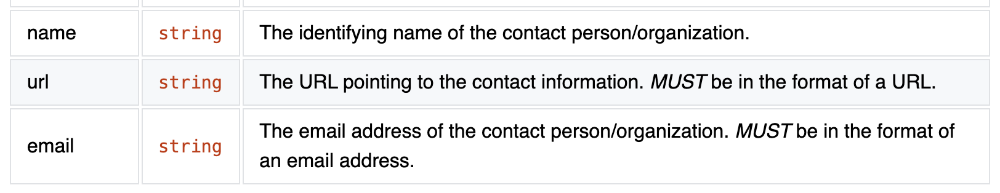 name string The identifying name of the contact person/organization.
url string The URL pointing to the contact information. MUST be in the format of a URL.
email string The email address of the contact person/organization. MUST be in the format of
an email address.